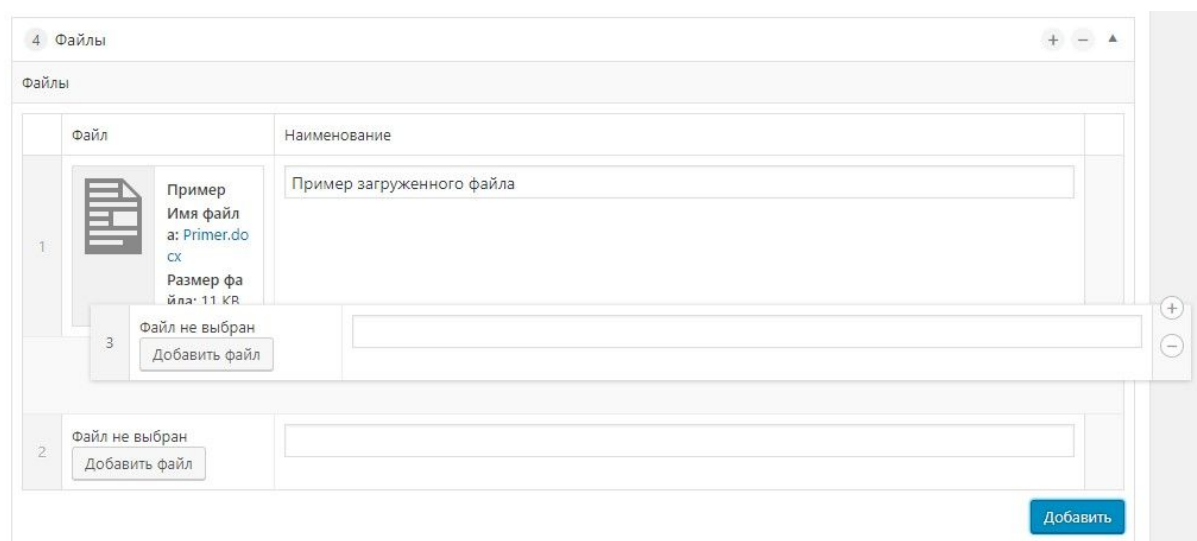 4 Файлы
Файлы
Файл Наименование
1
Пример
Имя файл
а: Primer.do
cx
Размер фа
йла: 11 KB
Пример загруженного файла
3
Файл не выбран
Добавить файл
2
Файл не выбран
Добавить файл
Добавить